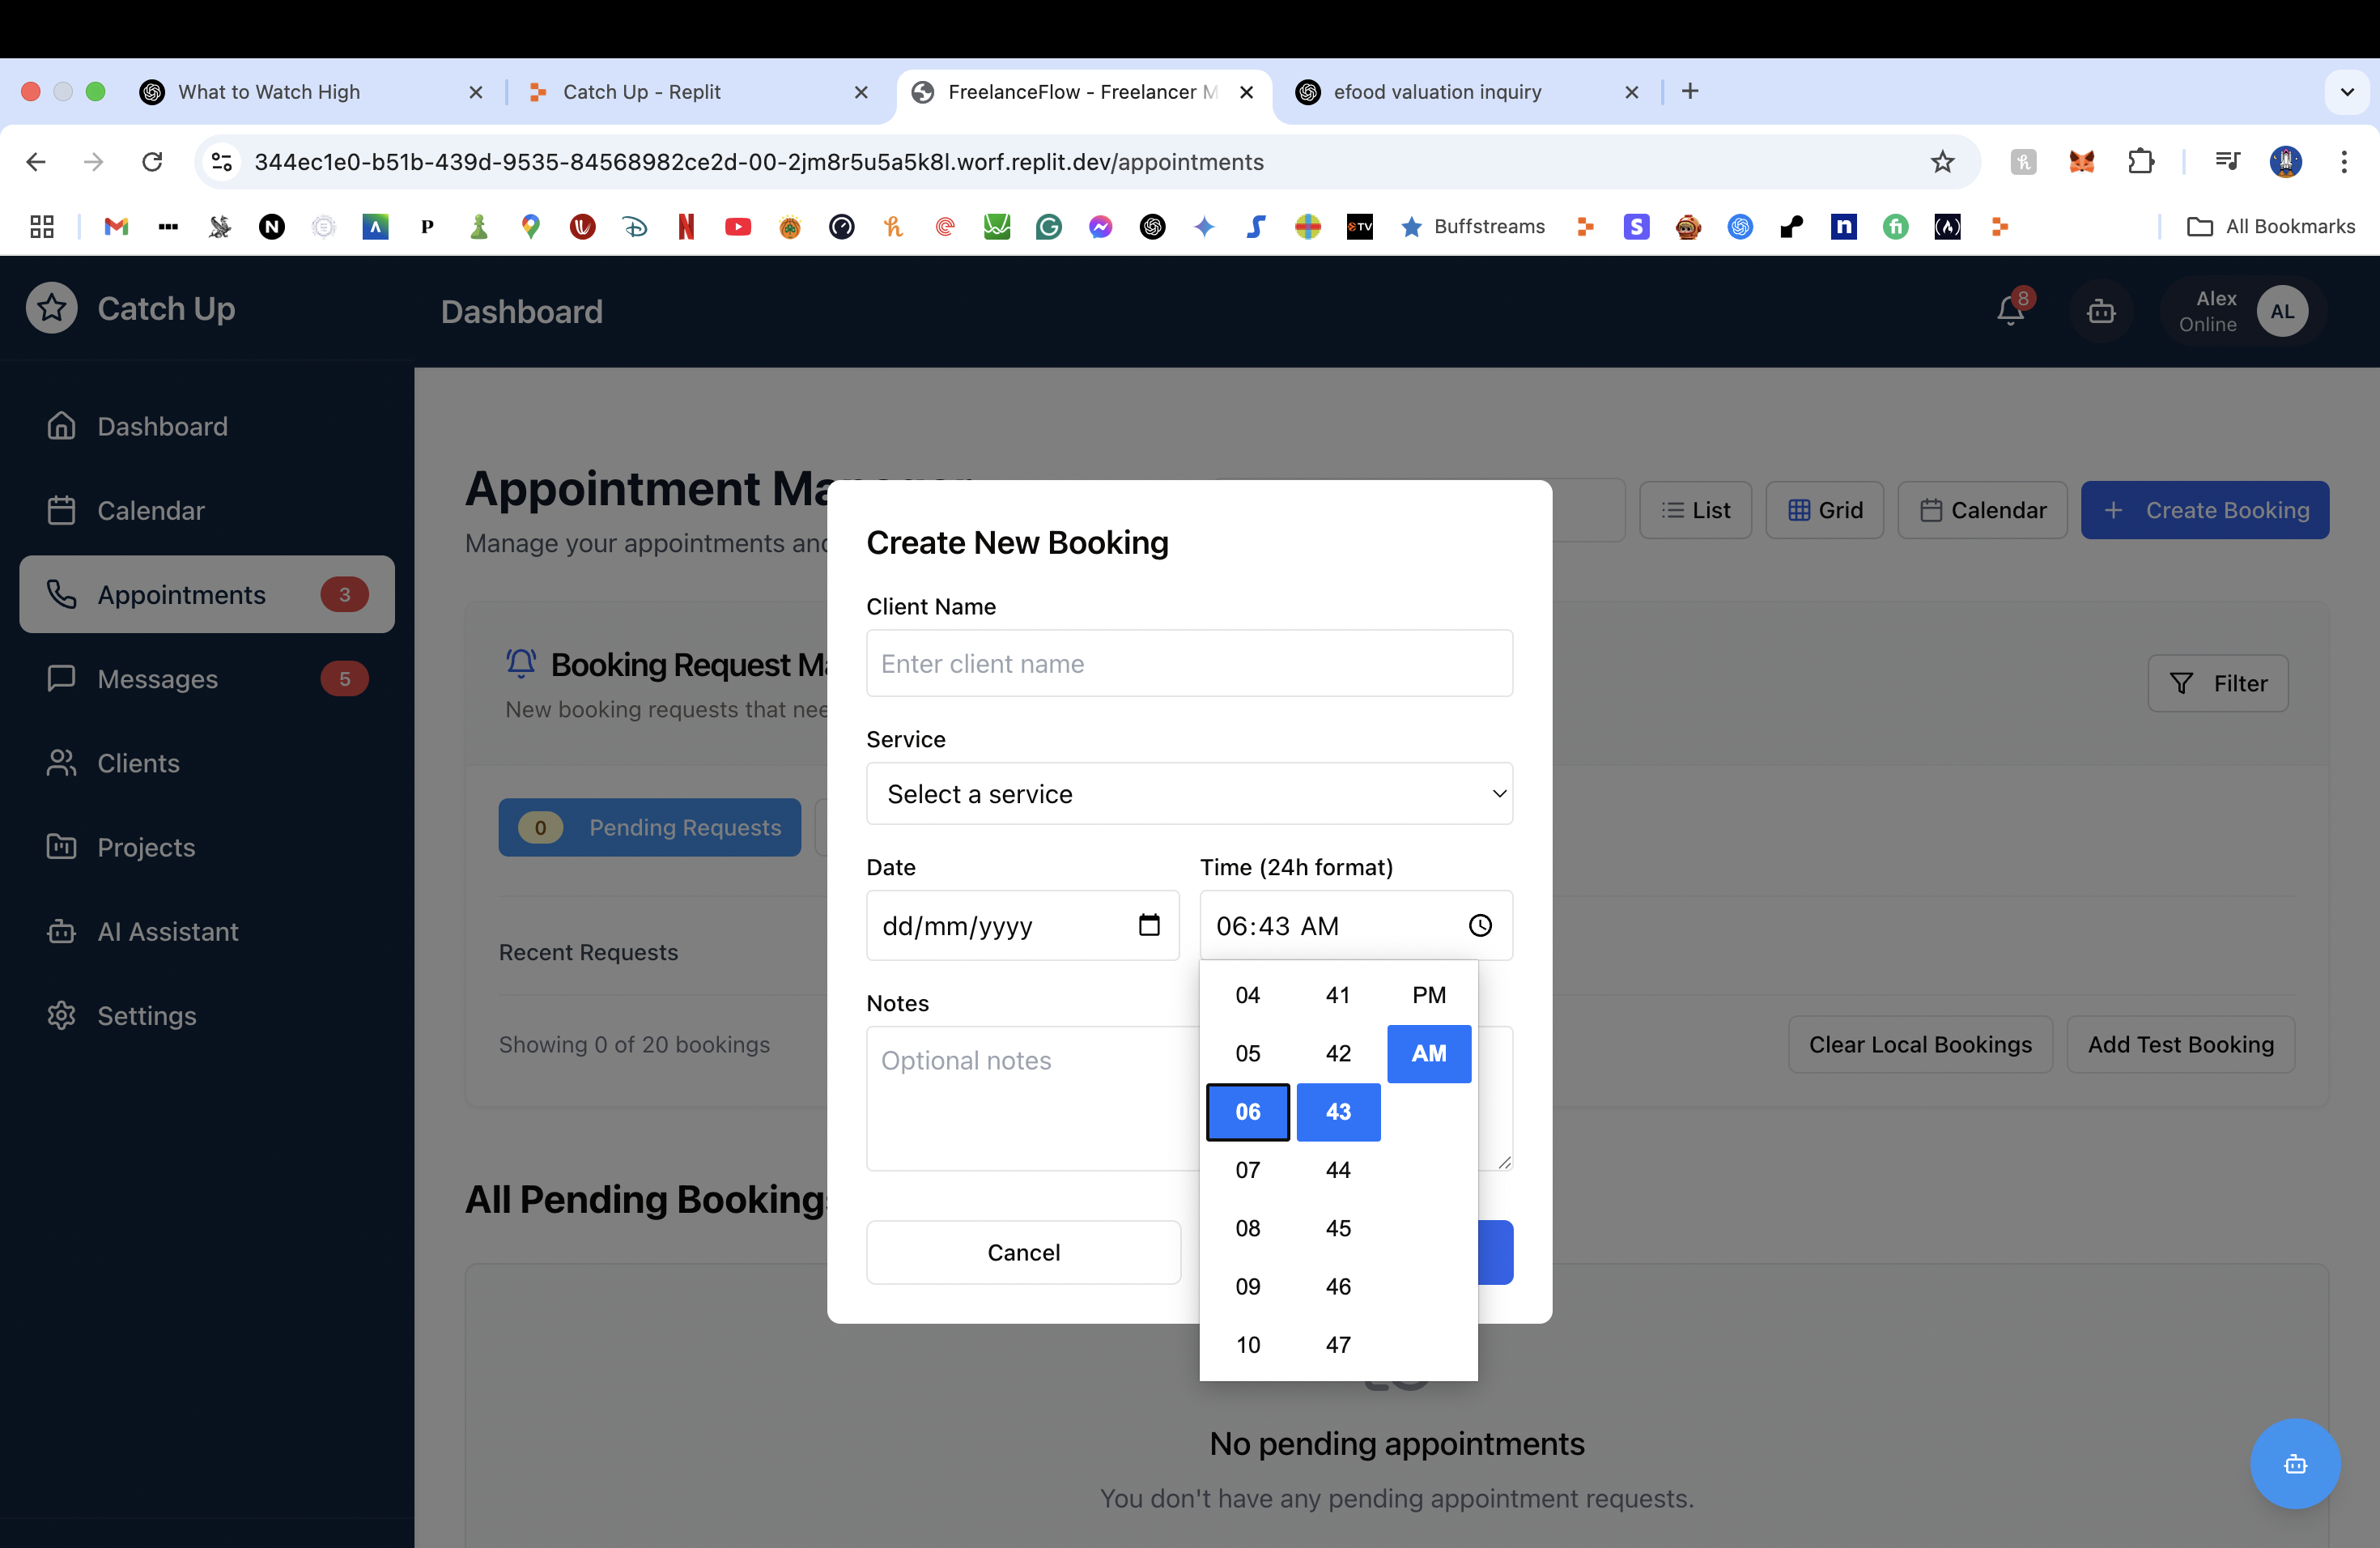 What to Watch High
Catch Up - Replit
FreelanceFlow - Freelancer M
efood valuation inquiry
344ec1e0-b51b-439d-9535-84568982ce2d-00-2jm8r5u5a5k8l.worf.replit.dev/appointments
Buffstreams
All Bookmarks
Catch Up
Dashboard
8
Alex
Online
AL
Dashboard
Calendar
Appointments 3
Messages 5
Clients
Projects
AI Assistant
Settings
Appointment Manager
Manage your appointments and
List
Grid
Calendar
+ Create Booking
Booking Request Ma
New booking requests that nee
Filter
0 Pending Requests
Recent Requests
Showing 0 of 20 bookings
Clear Local Bookings
Add Test Booking
All Pending Bookings
No pending appointments
You don't have any pending appointment requests.
Create New Booking
Client Name
Enter client name
Service
Select a service
Date
Time (24h format)
dd/mm/yyyy
06:43 AM
Notes
Optional notes
04 41 PM
05 42 AM
06 43
07 44
08 45
09 46
10 47
Cancel